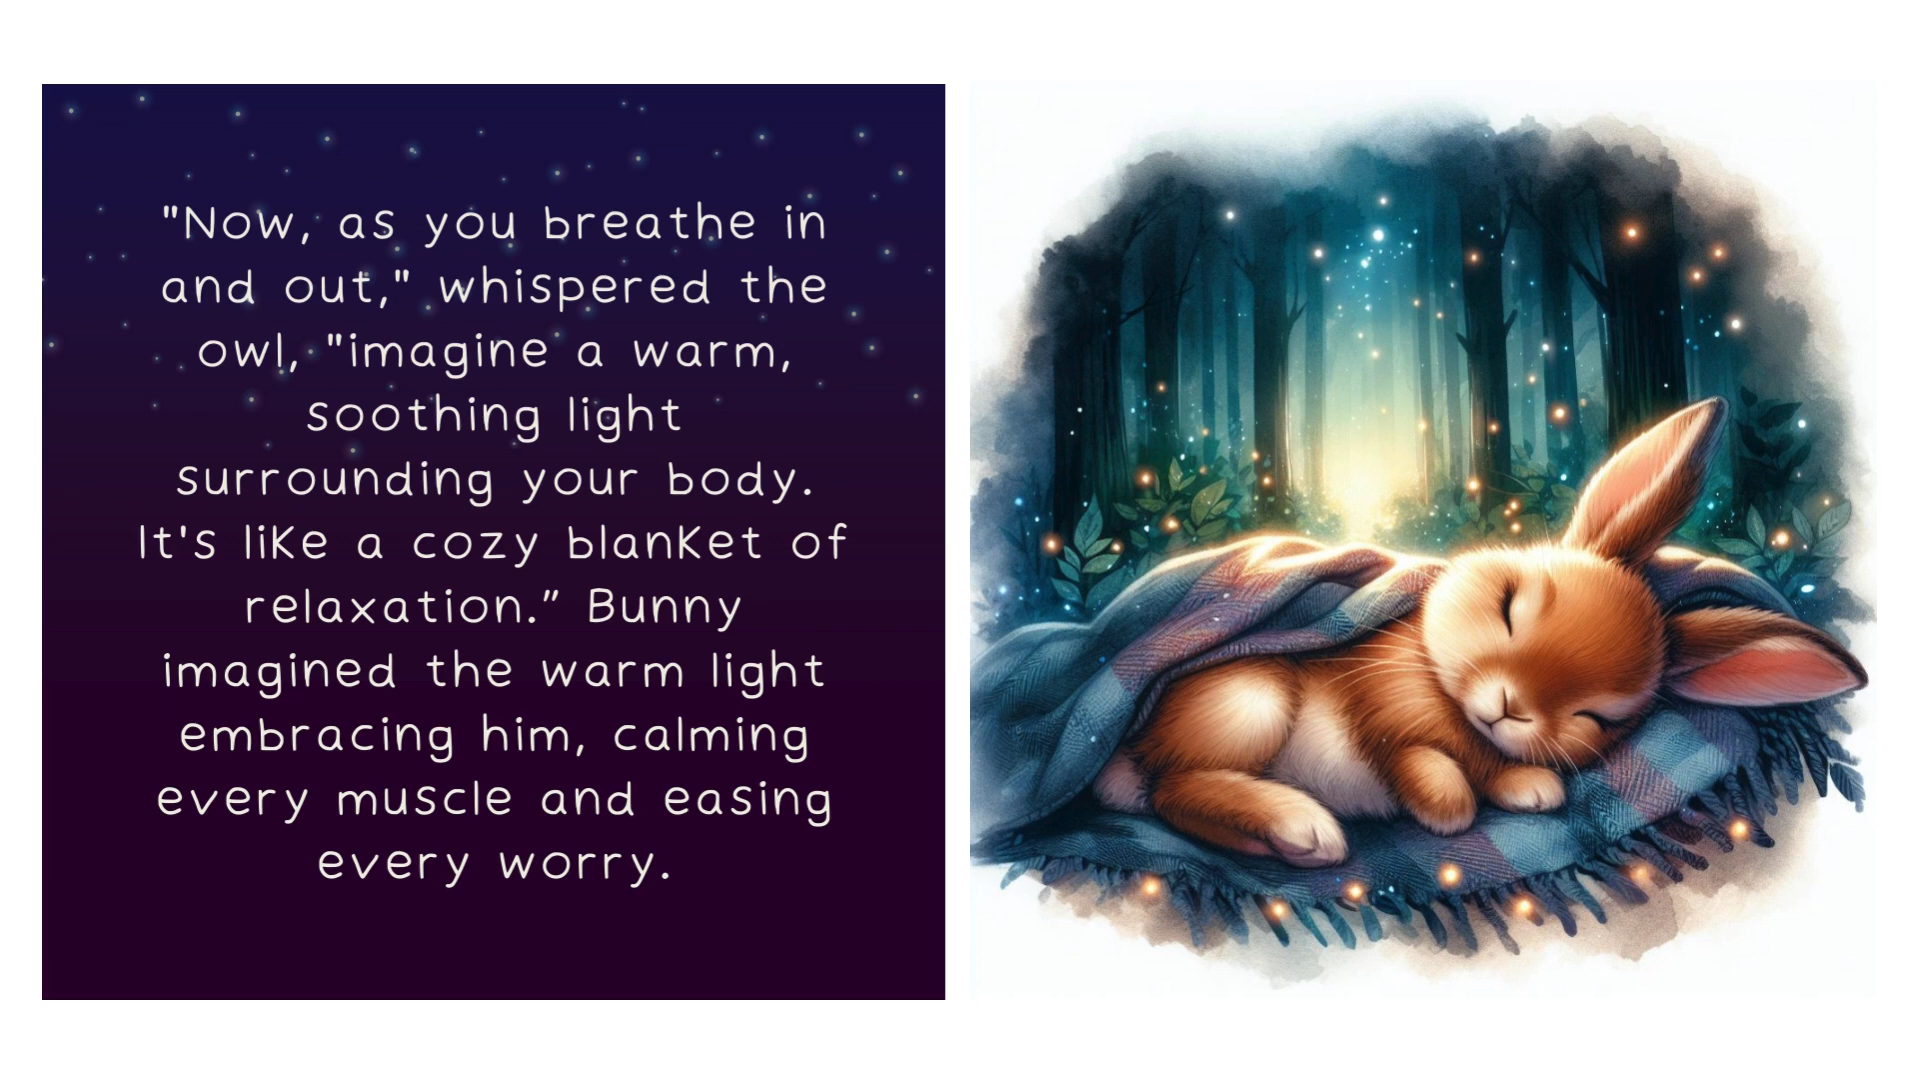 "Now, as you breathe in
and out," whispered the
owl, "imagine a warm,
soothing light
surrounding your body.
It's like a cozy blanket of
relaxation.” Bunny
imagined the warm light
embracing him, calming
every muscle and easing
every worry.